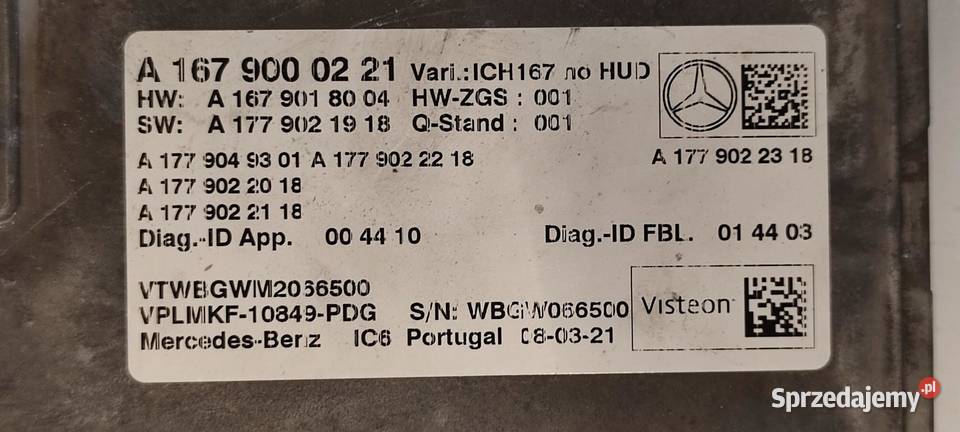 A 167 900 02 21 Vari.:ICH167 no HUD
HW: A 167 901 80 04 HW-ZGS : 001
SW: A 177 902 19 18 Q-Stand : 001
A 177 904 93 01 A 177 902 22 18 A 177 902 23 18
A 177 902 20 18
A 177 902 21 18
Diag.-ID App. 00 44 10 Diag.-ID FBL. 01 44 03
VTWBGWM2066500
VPLMKF-10849-PDG S/N: WBGW066500 Visteon
Mercedes-Benz IC6 Portugal 08-03-21
Sprzedajemy.pl